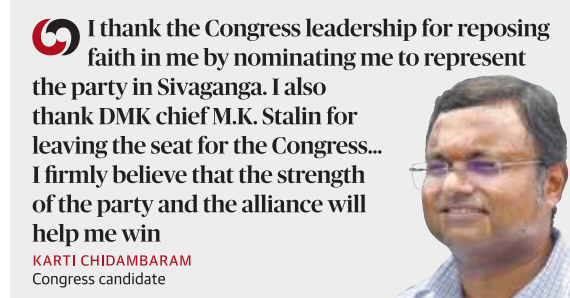 I thank the Congress leadership for reposing
faith in me by nominating me to represent
the party in Sivaganga. I also
thank DMK chief M.K. Stalin for
leaving the seat for the Congress...
I firmly believe that the strength
of the party and the alliance will
help me win
KARTI CHIDAMBARAM
Congress candidate